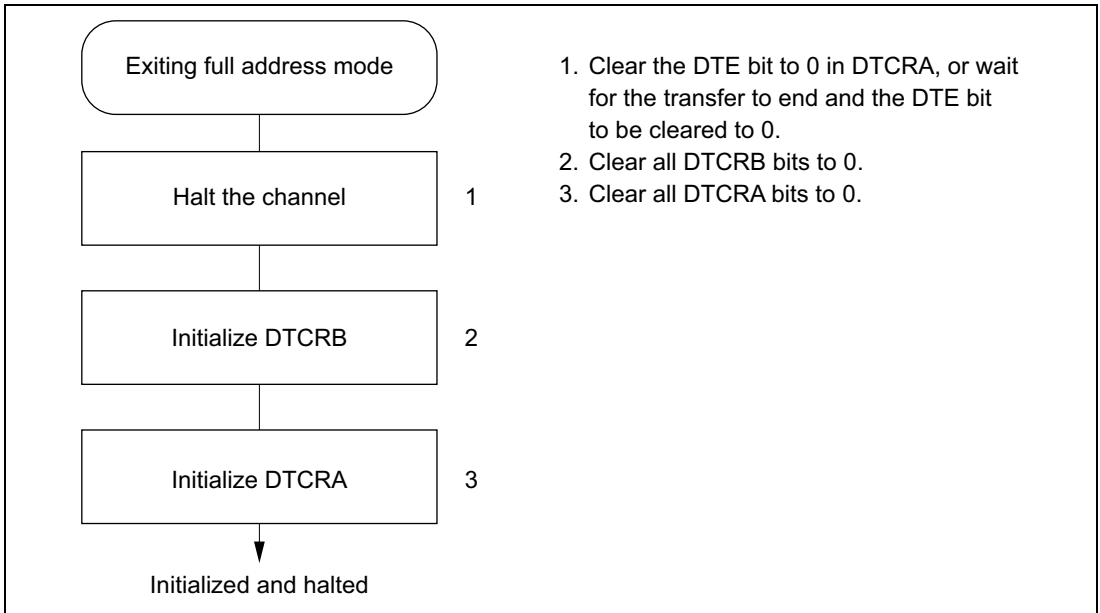 Exiting full address mode
Halt the channel
1
Initialize DTCRB
2
Initialize DTCRA
3
Initialized and halted
1. Clear the DTE bit to 0 in DTCRA, or wait
for the transfer to end and the DTE bit
to be cleared to 0.
2. Clear all DTCRB bits to 0.
3. Clear all DTCRA bits to 0.